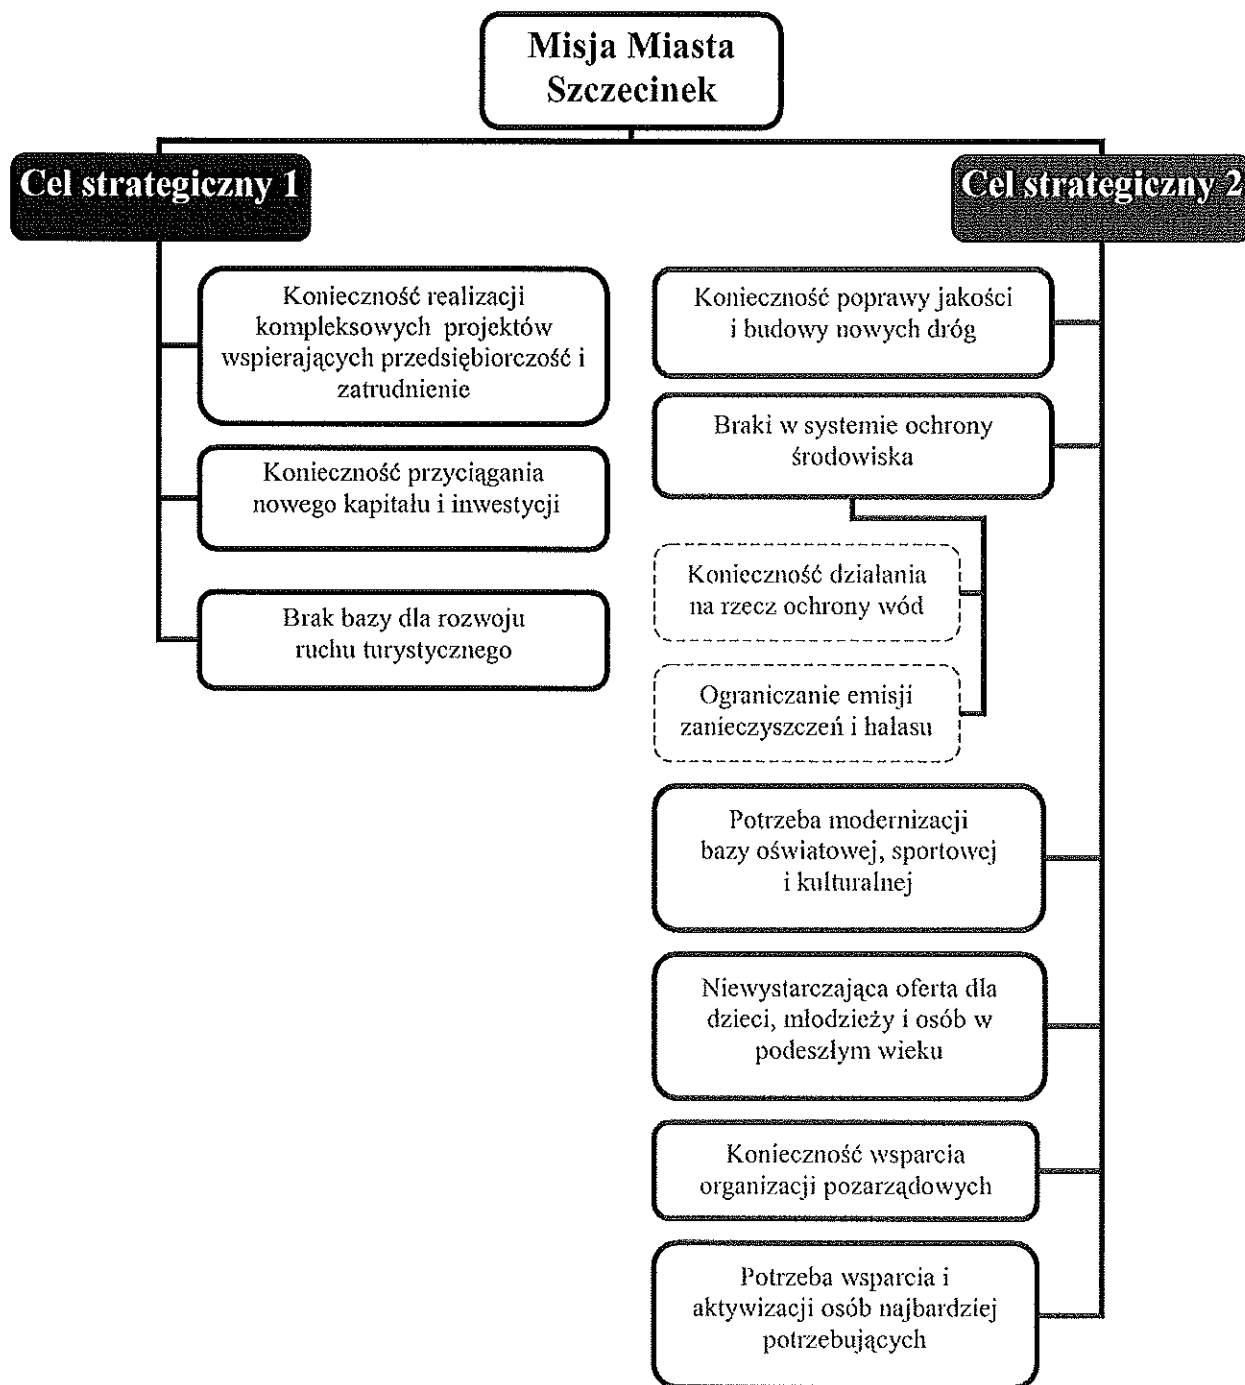 Misja Miasta
Szczecinek
Cel strategiczny 1
Konieczność realizacji
kompleksowych projektów
wspierających przedsiębiorczość i
zatrudnienie
Konieczność przyciągania
nowego kapitału i inwestycji
Brak bazy dla rozwoju
ruchu turystycznego
Cel strategiczny 2
Konieczność poprawy jakości
i budowy nowych dróg
Braki w systemie ochrony
środowiska
Konieczność działania
na rzecz ochrony wód
Ograniczanie emisji
zanieczyszczeń i hałasu
Potrzeba modernizacji
bazy oświatowej, sportowej
i kulturalnej
Niewystarczająca oferta dla
dzieci, młodzieży i osób w
podeszłym wieku
Konieczność wsparcia
organizacji pozarządowych
Potrzeba wsparcia i
aktywizacji osób najbardziej
potrzebujących